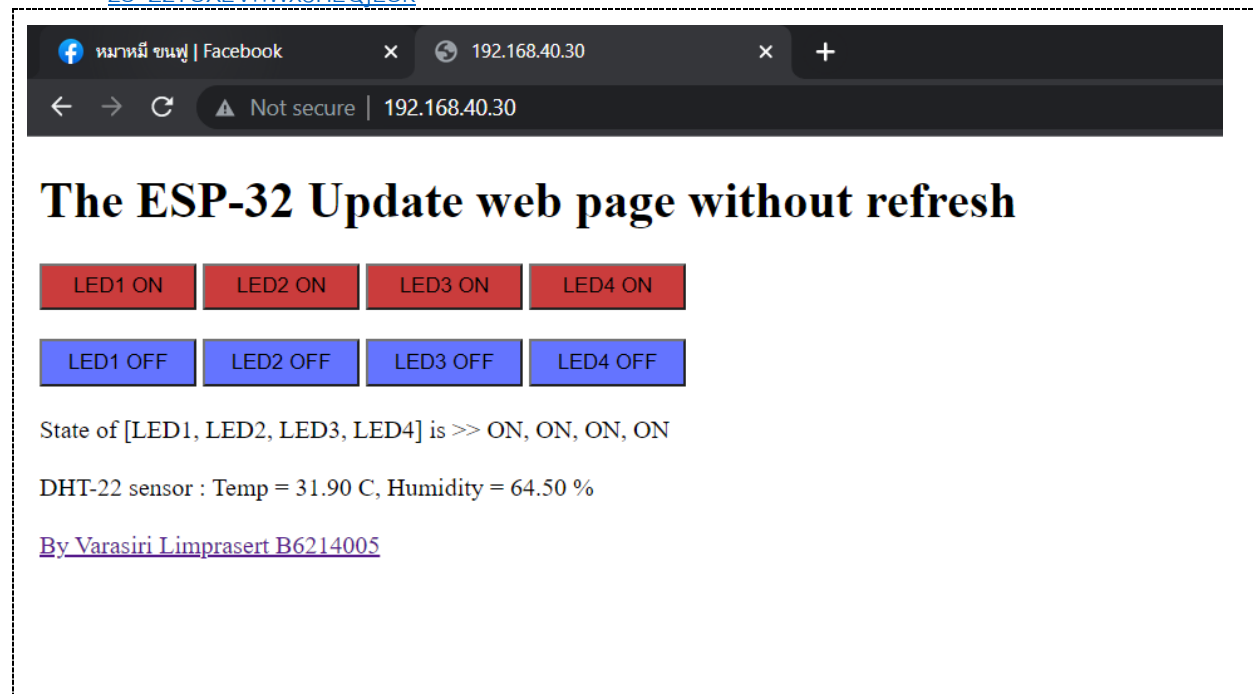 หมาหมี ขนฟู | Facebook
192.168.40.30
Not secure | 192.168.40.30
The ESP-32 Update web page without refresh
LED1 ON LED2 ON LED3 ON LED4 ON
LED1 OFF LED2 OFF LED3 OFF LED4 OFF
State of [LED1, LED2, LED3, LED4] is >> ON, ON, ON, ON
DHT-22 sensor : Temp = 31.90 C, Humidity = 64.50 %
By Varasiri Limprasert B6214005